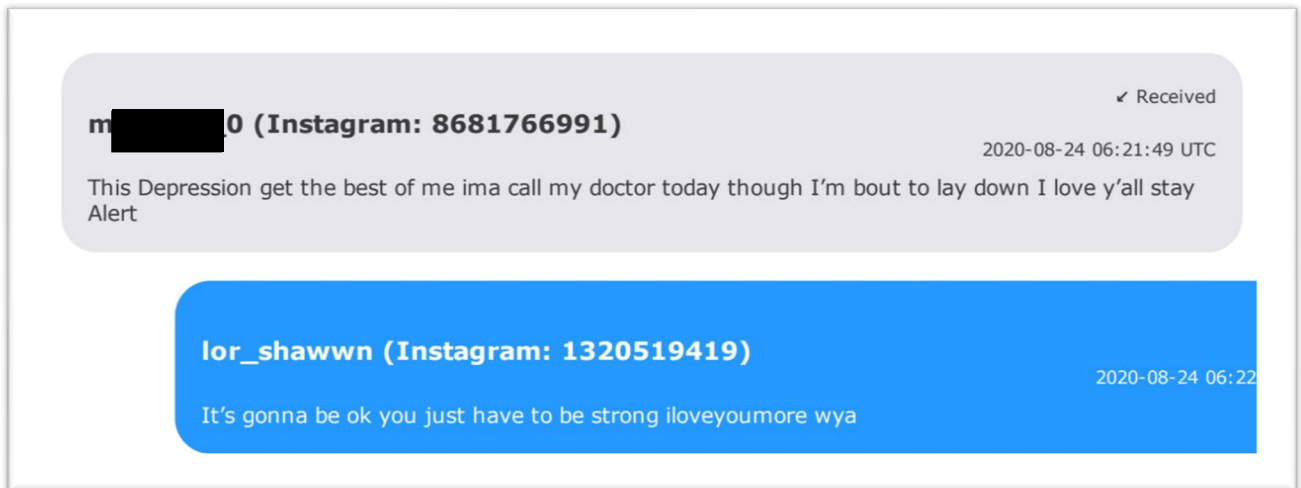 ↙ Received
m 0 (Instagram: 8681766991)
2020-08-24 06:21:49 UTC
This Depression get the best of me ima call my doctor today though I’m bout to lay down I love y’all stay
Alert
lor_shawwn (Instagram: 1320519419)
2020-08-24 06:22
It’s gonna be ok you just have to be strong iloveyoumore wya